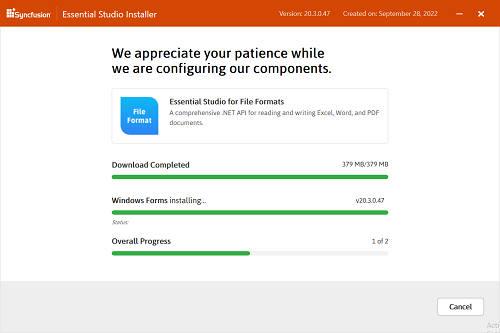 Syncfusion Essential Studio Installer Version: 20.3.0.47 Created on: September 28, 2022
We appreciate your patience while
we are configuring our components.
File
Format
Essential Studio for File Formats
A comprehensive .NET API for reading and writing Excel, Word, and PDF
documents.
Download Completed 379 MB/379 MB
Windows Forms installing... v20.3.0.47
Status:
Overall Progress 1 of 2
Cancel
Acti